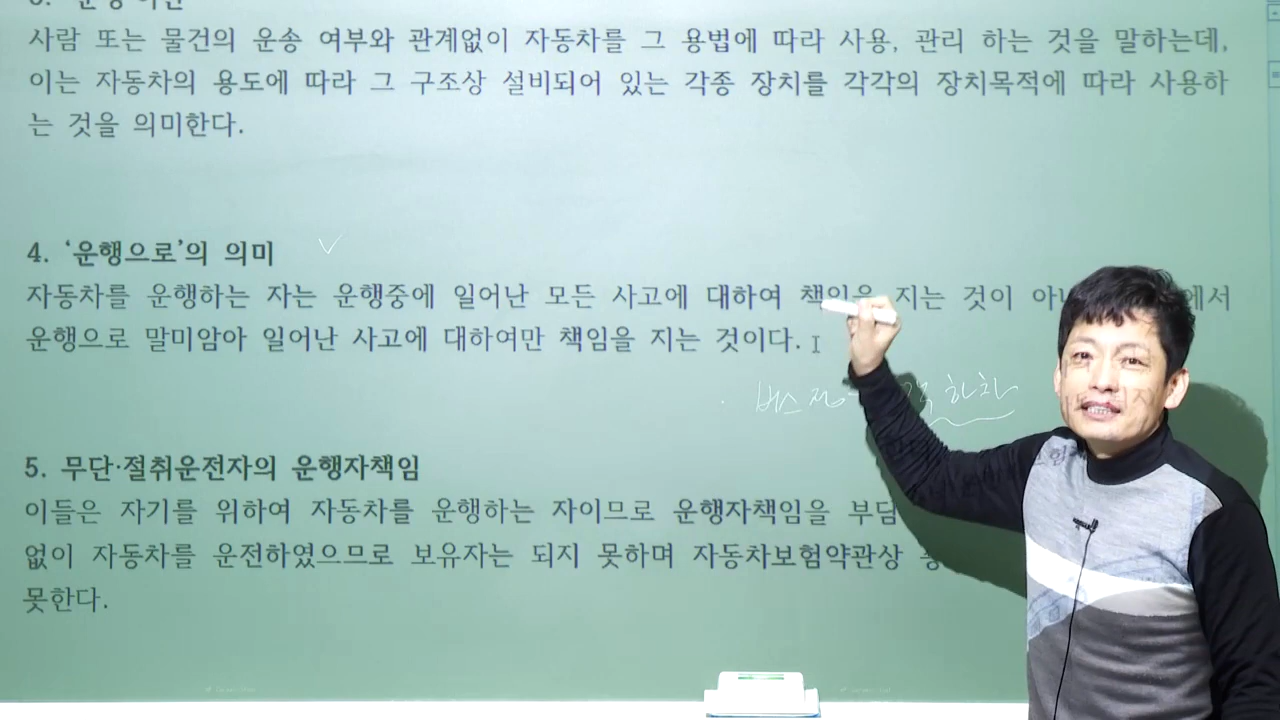 사람 또는 물건의 운송 여부와 관계없이 자동차를 그 용법에 따라 사용, 관리 하는 것을 말하는데,
이는 자동차의 용도에 따라 그 구조상 설비되어 있는 각종 장치를 각각의 장치목적에 따라 사용하
는 것을 의미한다.
4. ‘운행으로’의 의미
자동차를 운행하는 자는 운행중에 일어난 모든 사고에 대하여 책임을 지는 것이 에서
운행으로 말미암아 일어난 사고에 대하여만 책임을 지는 것이다.
버스 하차
5. 무단·절취운전자의 운행자책임
이들은 자기를 위하여 자동차를 운행하는 자이므로 운행자책임을 부담
없이 자동차를 운전하였으므로 보유자는 되지 못하며 자동차보험약관상
못한다.